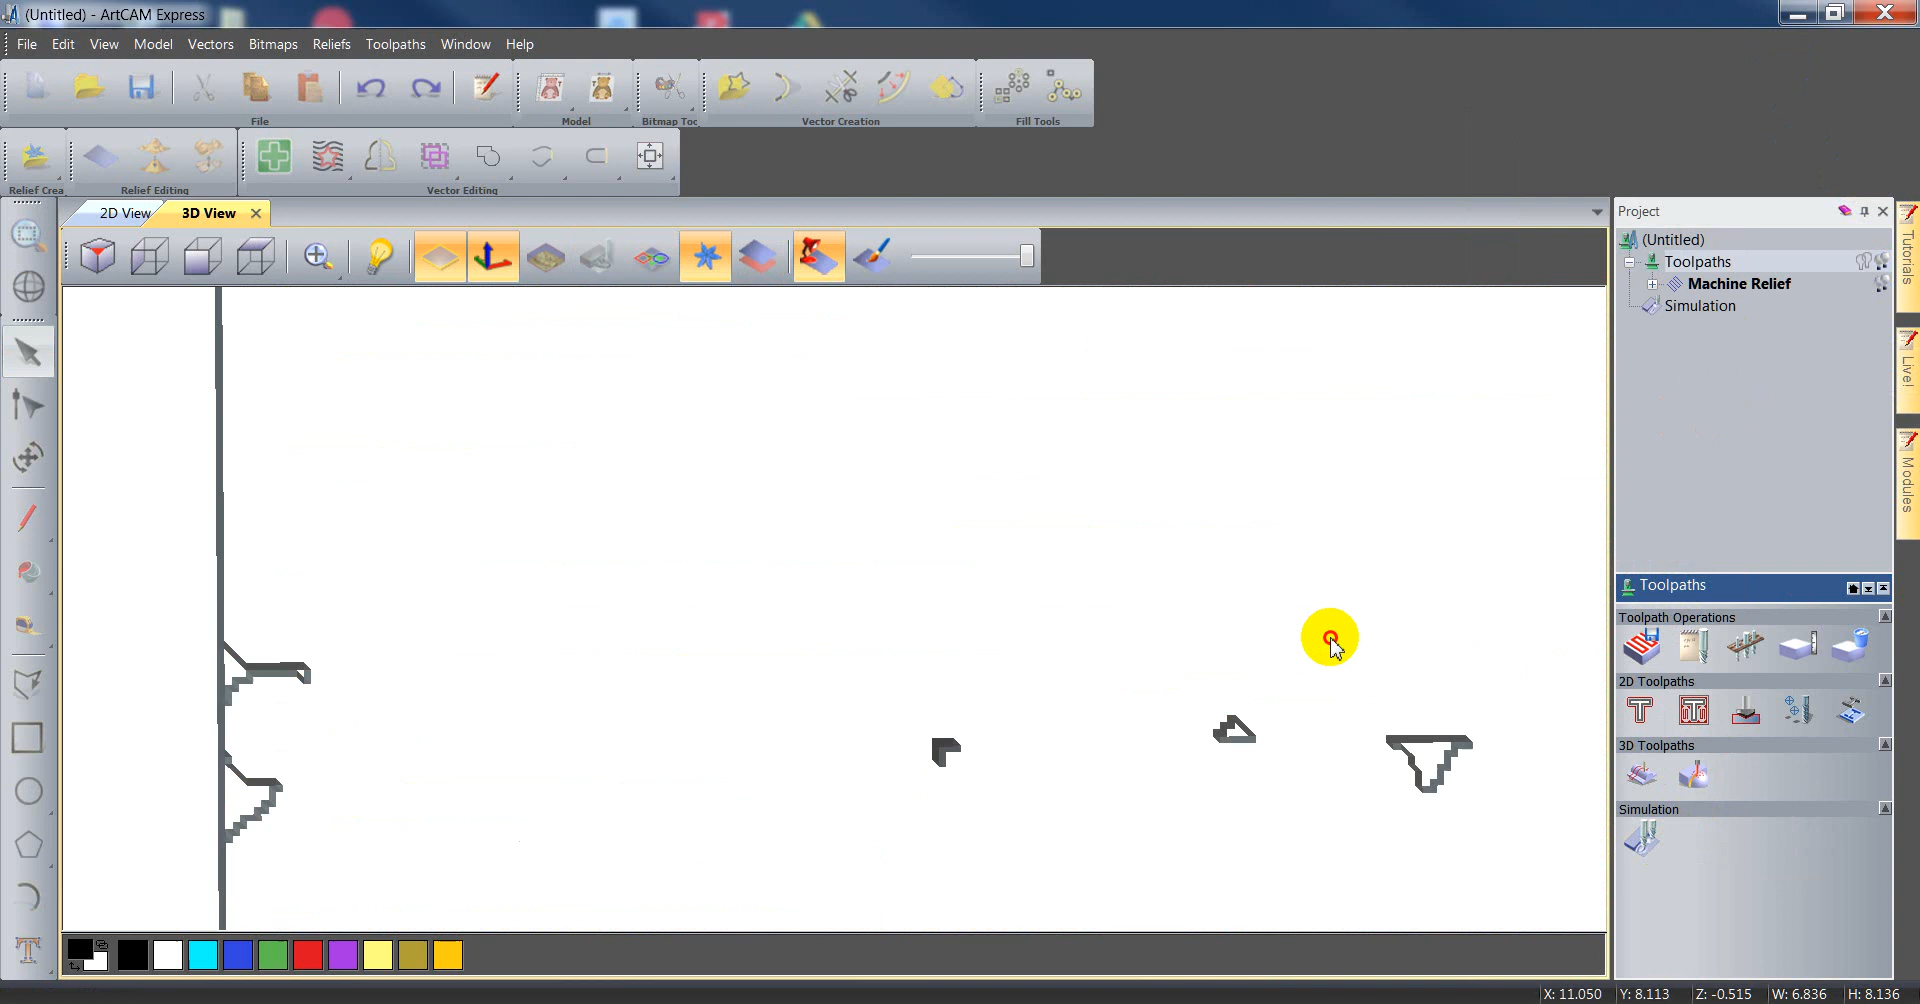 (Untitled) - ArtCAM Express
File Edit View Model Vectors Bitmaps Reliefs Toolpaths Window Help
File Model Bitmap Too Vector Creation Fill Tools
Relief Crea Relief Editing Vector Editing
2D View 3D View
Project
(Untitled)
Toolpaths
Machine Relief
Simulation
Tutorials
Live!
Modules
Toolpaths
Toolpath Operations
2D Toolpaths
3D Toolpaths
Simulation
X: 11.050 Y: 8.113 Z: -0.515 W: 6.836 H: 8.136